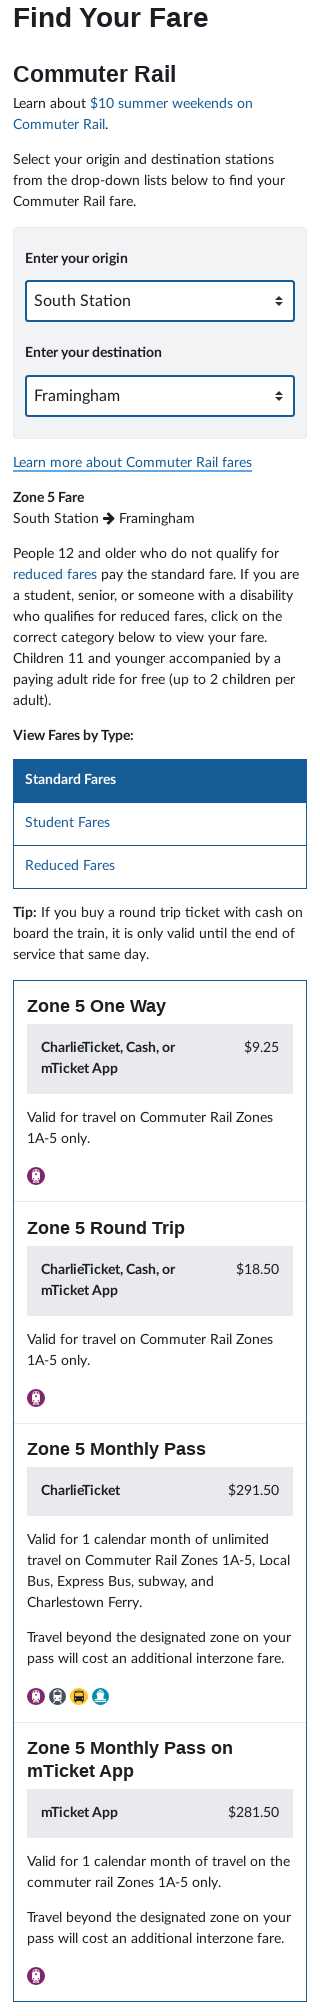 Find Your Fare
Commuter Rail
Learn about $10 summer weekends on
Commuter Rail.
Select your origin and destination stations
from the drop-down lists below to find your
Commuter Rail fare.
Enter your origin
South Station
Enter your destination
Framingham
Learn more about Commuter Rail fares
Zone 5 Fare
South Station → Framingham
People 12 and older who do not qualify for
reduced fares pay the standard fare. If you are
a student, senior, or someone with a disability
who qualifies for reduced fares, click on the
correct category below to view your fare.
Children 11 and younger accompanied by a
paying adult ride for free (up to 2 children per
adult).
View Fares by Type:
Standard Fares
Student Fares
Reduced Fares
Tip: If you buy a round trip ticket with cash on
board the train, it is only valid until the end of
service that same day.
Zone 5 One Way
CharlieTicket, Cash, or $9.25
mTicket App
Valid for travel on Commuter Rail Zones
1A-5 only.
Zone 5 Round Trip
CharlieTicket, Cash, or $18.50
mTicket App
Valid for travel on Commuter Rail Zones
1A-5 only.
Zone 5 Monthly Pass
CharlieTicket $291.50
Valid for 1 calendar month of unlimited
travel on Commuter Rail Zones 1A-5, Local
Bus, Express Bus, subway, and
Charlestown Ferry.
Travel beyond the designated zone on your
pass will cost an additional interzone fare.
Zone 5 Monthly Pass on
mTicket App
mTicket App $281.50
Valid for 1 calendar month of travel on the
commuter rail Zones 1A-5 only.
Travel beyond the designated zone on your
pass will cost an additional interzone fare.